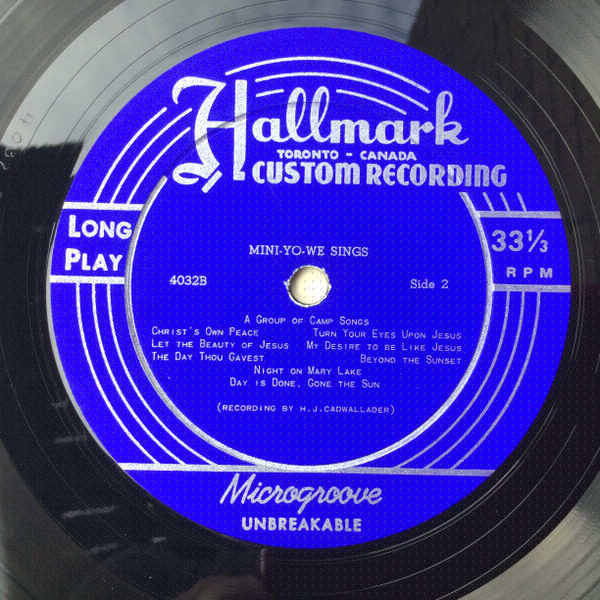 Hallmark
TORONTO - CANADA
CUSTOM RECORDING
LONG PLAY
33⅓ RPM
MINI-YO-WE SINGS
4032B Side 2
A GROUP OF CAMP SONGS
CHRIST'S OWN PEACE TURN YOUR EYES UPON JESUS
LET THE BEAUTY OF JESUS MY DESIRE TO BE LIKE JESUS
THE DAY THOU GAVEST BEYOND THE SUNSET
NIGHT ON MARY LAKE
DAY IS DONE, GONE THE SUN
(RECORDING BY H.J.CADWALLADER)
Microgroove
UNBREAKABLE